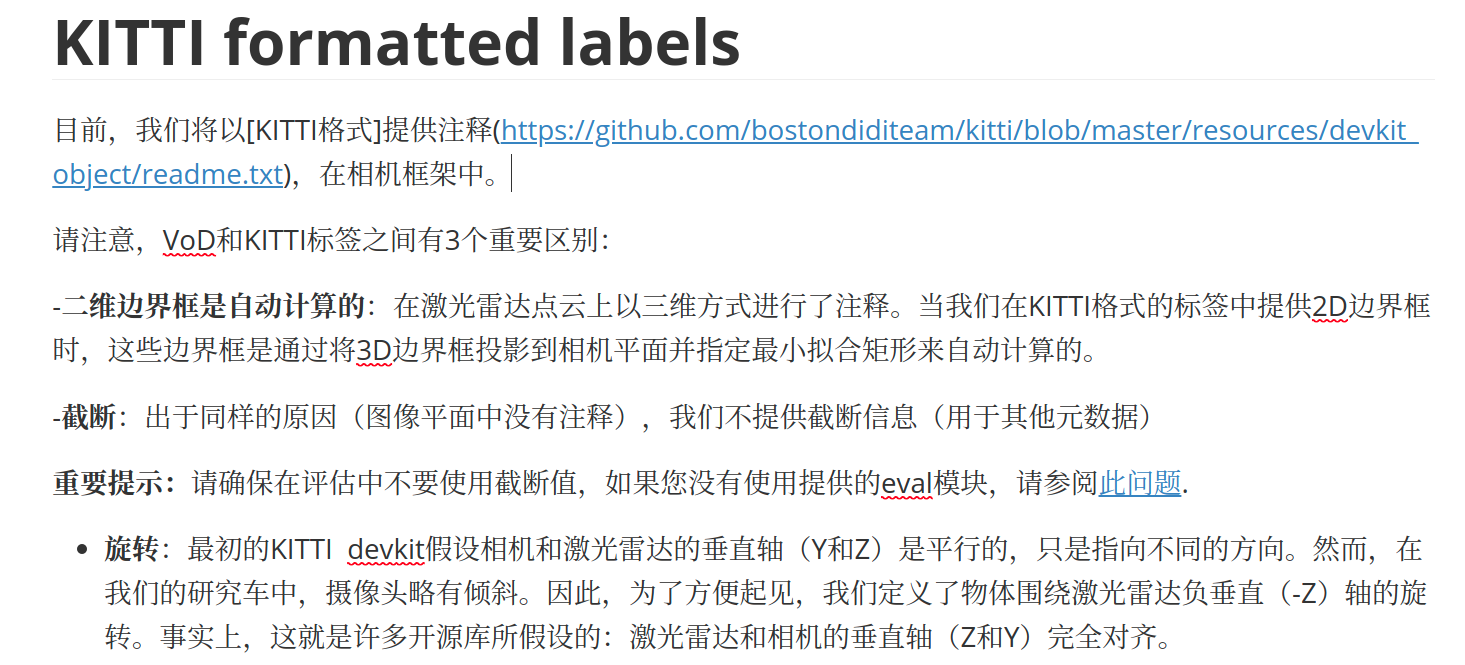 KITTI formatted labels
目前，我们将以[KITTI格式]提供注释(https://github.com/bostondiditeam/kitti/blob/master/resources/devkit_
object/readme.txt)，在相机框架中。
请注意，VoD和KITTI标签之间有3个重要区别：
-二维边界框是自动计算的：在激光雷达点云上以三维方式进行了注释。当我们在KITTI格式的标签中提供2D边界框
时，这些边界框是通过将3D边界框投影到相机平面并指定最小拟合矩形来自动计算的。
-截断：出于同样的原因（图像平面中没有注释），我们不提供截断信息（用于其他元数据）
重要提示：请确保在评估中不要使用截断值，如果您没有使用提供的eval模块，请参阅此问题.
• 旋转：最初的KITTI devkit假设相机和激光雷达的垂直轴（Y和Z）是平行的，只是指向不同的方向。然而，在
我们的研究车中，摄像头略有倾斜。因此，为了方便起见，我们定义了物体围绕激光雷达负垂直（-Z）轴的旋
转。事实上，这就是许多开源库所假设的：激光雷达和相机的垂直轴（Z和Y）完全对齐。